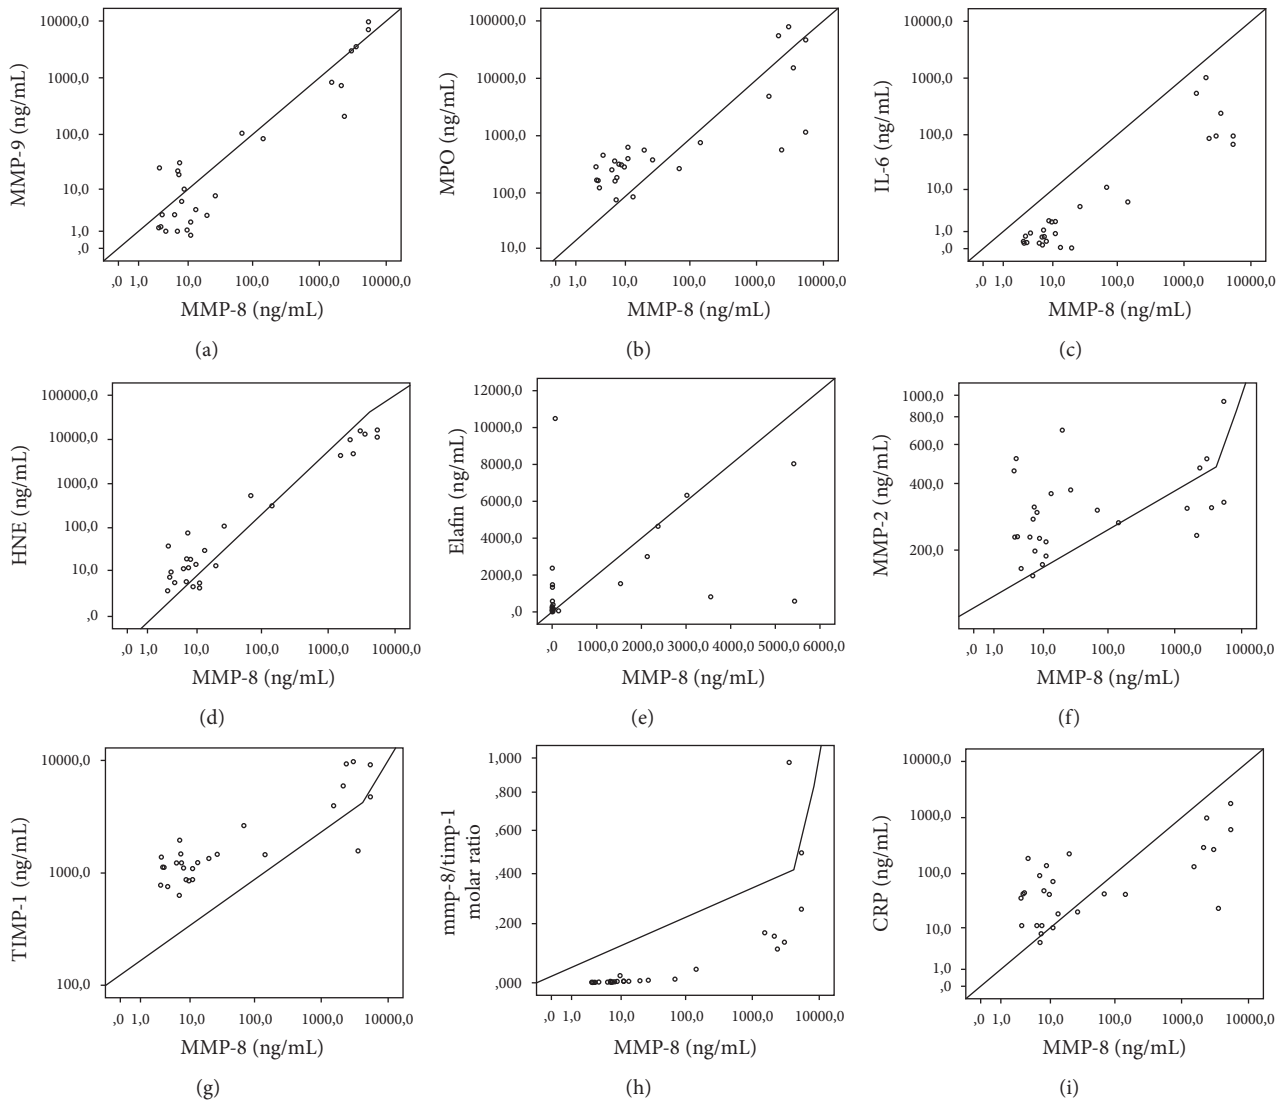 MMP-9 (ng/mL)
10000,0
1000,0
100,0
10,0
1,0
,0
,0 1,0 10,0 100,0 1000,0 10000,0
MMP-8 (ng/mL)
(a)
MPO (ng/mL)
100000,0
10000,0
1000,0
100,0
10,0
,0 1,0 10,0 100,0 1000,0 10000,0
MMP-8 (ng/mL)
(b)
IL-6 (ng/mL)
10000,0
1000,0
100,0
10,0
1,0
,0
,0 1,0 10,0 100,0 1000,0 10000,0
MMP-8 (ng/mL)
(c)
HNE (ng/mL)
100000,0
10000,0
1000,0
100,0
10,0
,0
,0 1,0 10,0 100,0 1000,0 10000,0
MMP-8 (ng/mL)
(d)
Elafin (ng/mL)
12000,0
10000,0
8000,0
6000,0
4000,0
2000,0
,0
,0 1000,0 2000,0 3000,0 4000,0 5000,0 6000,0
MMP-8 (ng/mL)
(e)
MMP-2 (ng/mL)
1000,0
800,0
600,0
400,0
200,0
,0 1,0 10,0 100,0 1000,0 10000,0
MMP-8 (ng/mL)
(f)
TIMP-1 (ng/mL)
10000,0
1000,0
100,0
,0 1,0 10,0 100,0 1000,0 10000,0
MMP-8 (ng/mL)
(g)
mmp-8/timp-1
molar ratio
1,000
,800
,600
,400
,200
,000
,0 1,0 10,0 100,0 1000,0 10000,0
MMP-8 (ng/mL)
(h)
CRP (ng/mL)
10000,0
1000,0
100,0
10,0
1,0
,0
,0 1,0 10,0 100,0 1000,0 10000,0
MMP-8 (ng/mL)
(i)